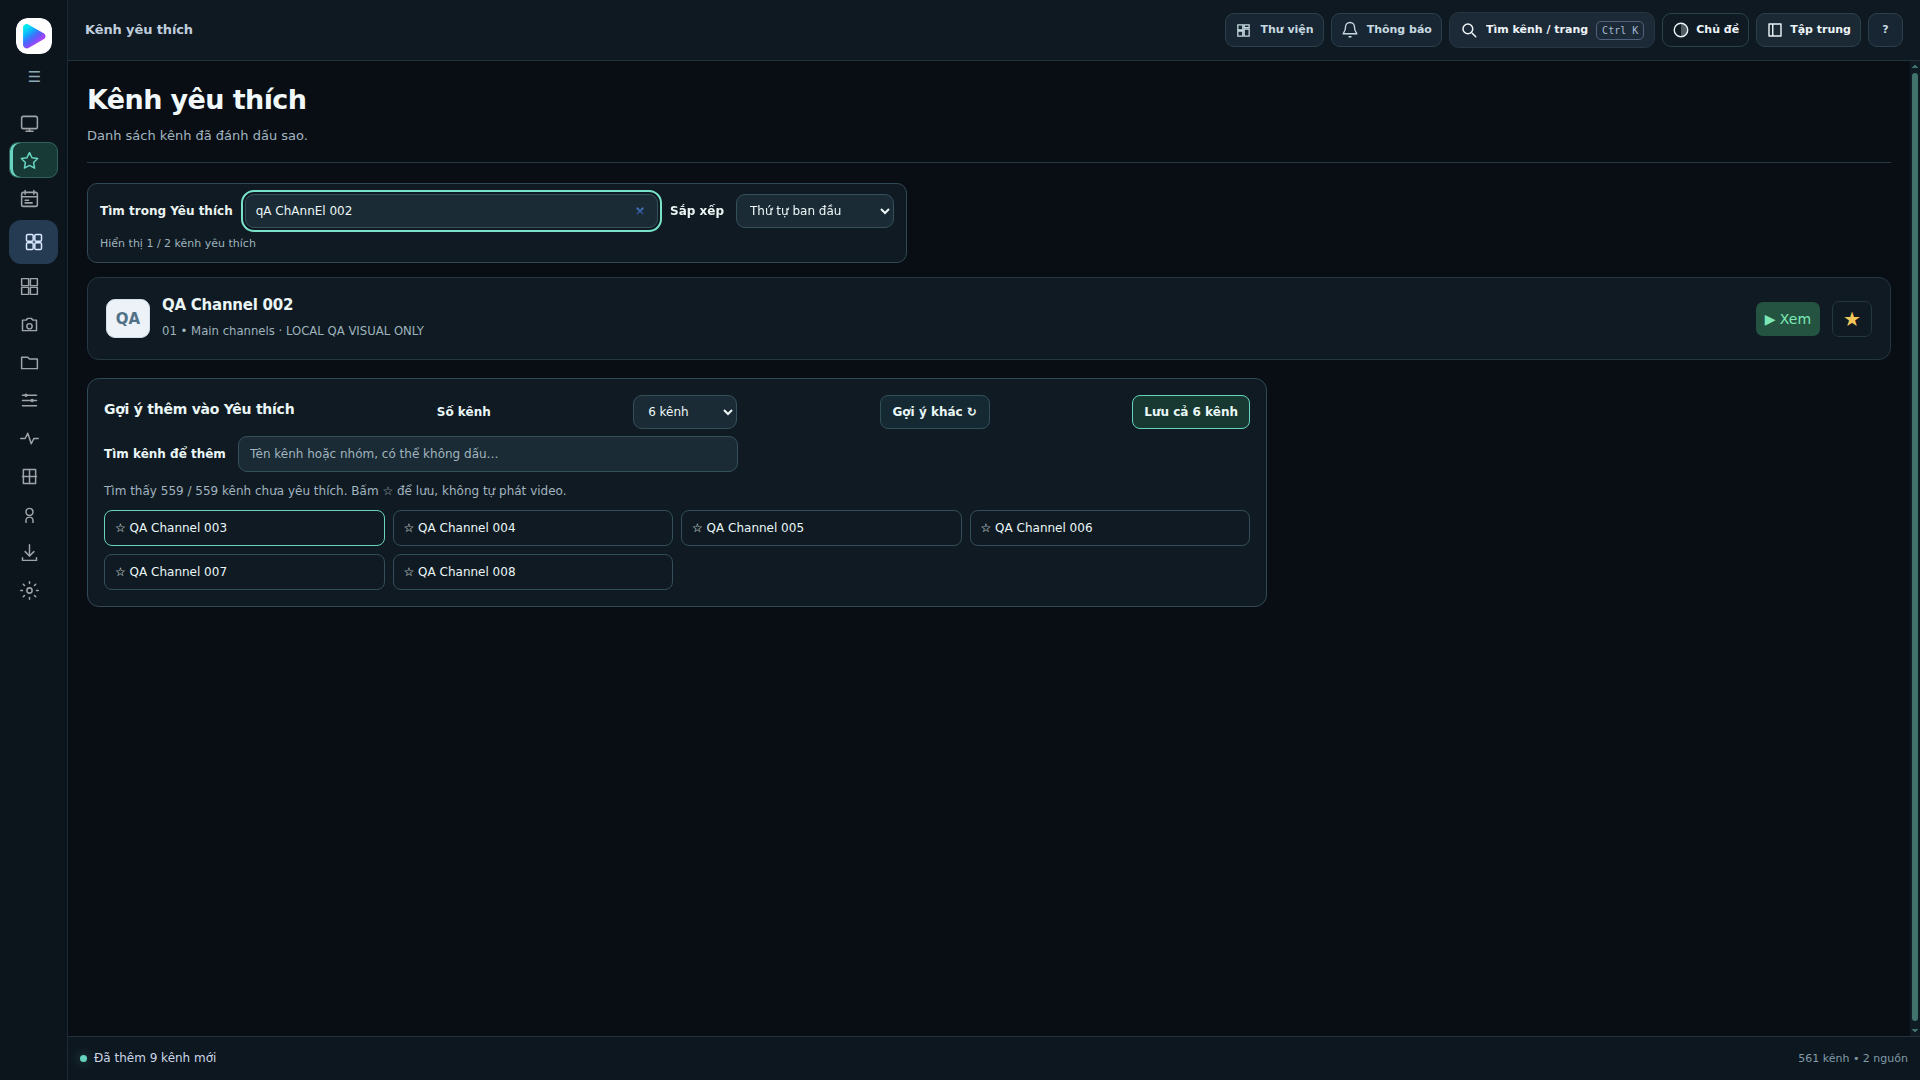 Kênh yêu thích
Thư viện
Thông báo
Tìm kênh / trang Ctrl K
Chủ đề
Tập trung
?
Kênh yêu thích
Danh sách kênh đã đánh dấu sao.
Tìm trong Yêu thích qA ChAnnEl 002 Sắp xếp Thứ tự ban đầu
Hiển thị 1 / 2 kênh yêu thích
QA
QA Channel 002
01 • Main channels · LOCAL QA VISUAL ONLY
▶ Xem ★
Gợi ý thêm vào Yêu thích Số kênh 6 kênh Gợi ý khác ↻ Lưu cả 6 kênh
Tìm kênh để thêm Tên kênh hoặc nhóm, có thể không dấu...
Tìm thấy 559 / 559 kênh chưa yêu thích. Bấm ☆ để lưu, không tự phát video.
☆ QA Channel 003 ☆ QA Channel 004 ☆ QA Channel 005 ☆ QA Channel 006
☆ QA Channel 007 ☆ QA Channel 008
Đã thêm 9 kênh mới
561 kênh • 2 nguồn